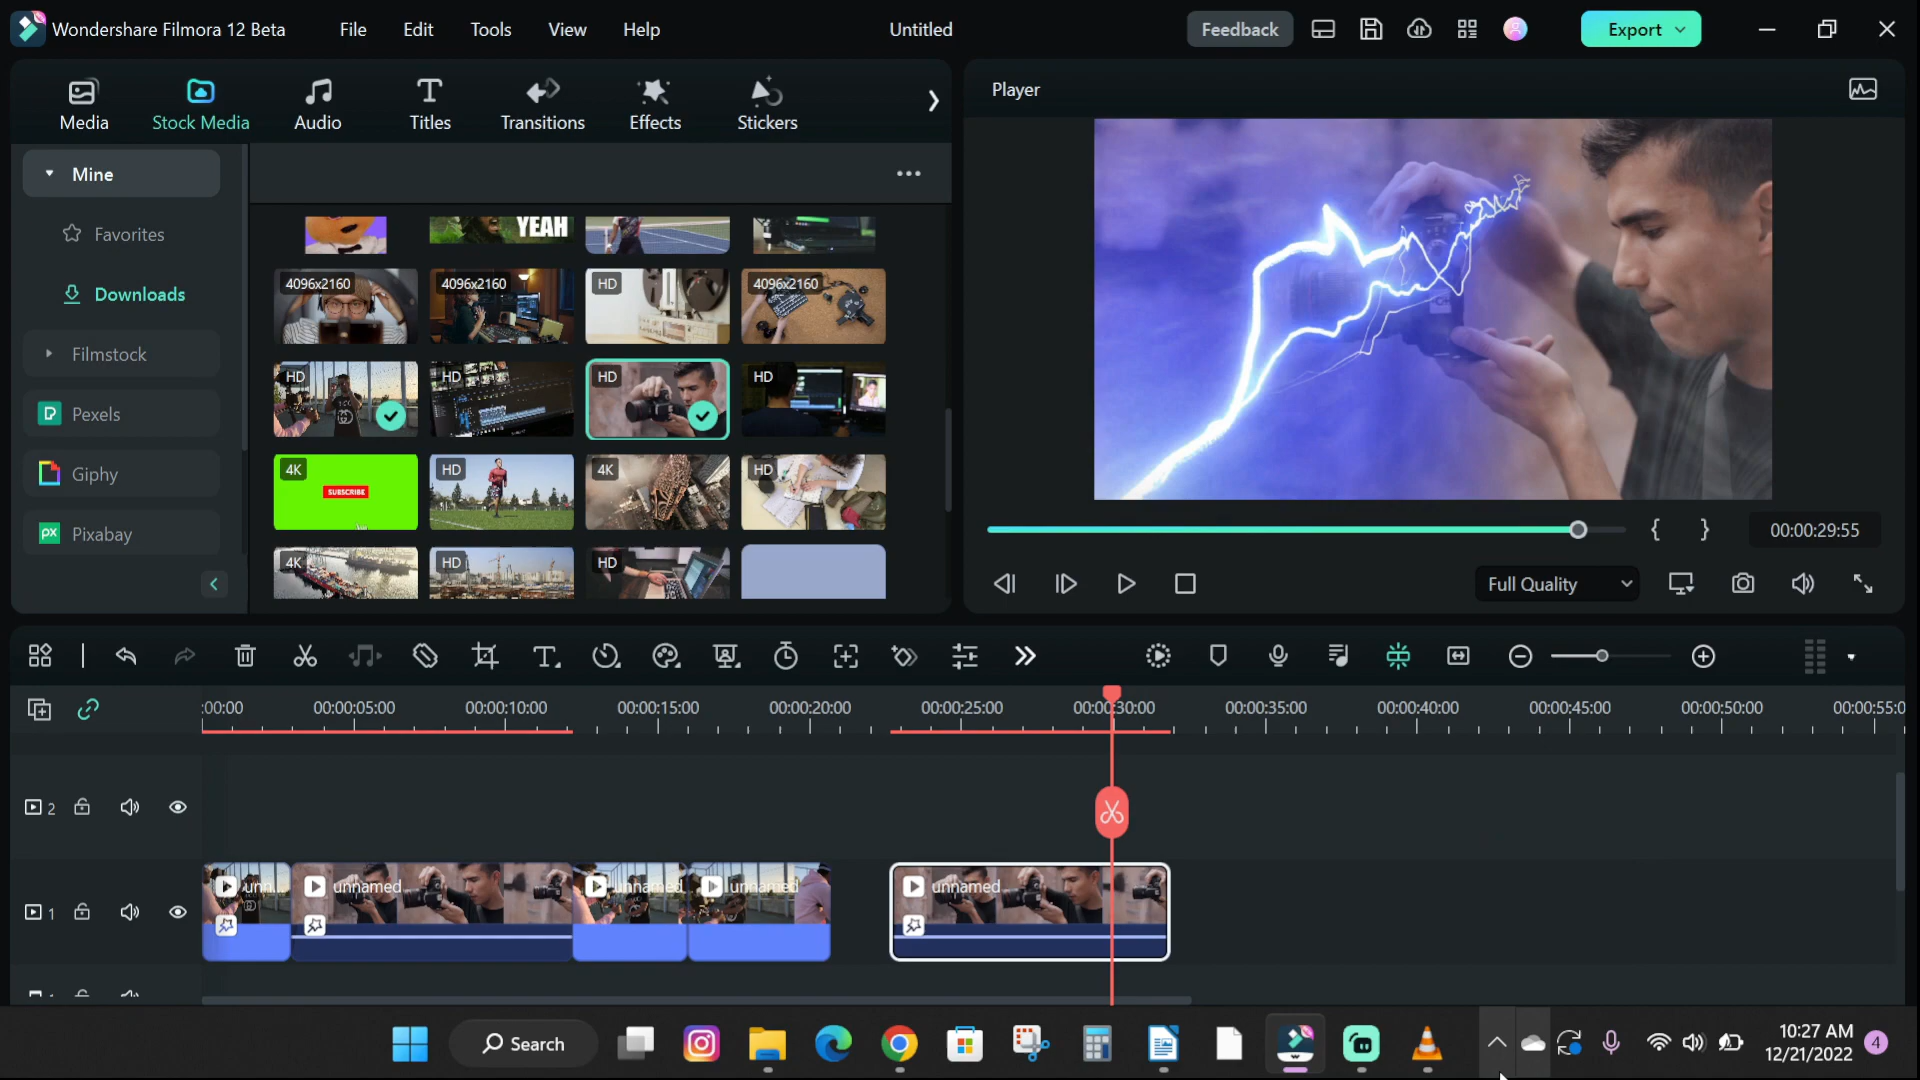 Wondershare Filmora 12 Beta
File
Edit
Tools
View
Help
Untitled
Feedback
Export
Media
Stock Media
Audio
Titles
Transitions
Effects
Stickers
Player
Mine
Favorites
Downloads
Filmstock
Pexels
Giphy
Pixabay
YEAH
4096x2160
4096x2160
HD
4096x2160
HD
HD
HD
HD
4K
SUBSCRIBE
HD
4K
HD
4K
HD
HD
00:00:29:55
Full Quality
:00:00
00:00:05:00
00:00:10:00
00:00:15:00
00:00:20:00
00:00:25:00
00:00:30:00
00:00:35:00
00:00:40:00
00:00:45:00
00:00:50:00
00:00:55:0
2
1
unn...
unnamed
unnamed
unnamed
unnamed
Search
10:27 AM
12/21/2022
4